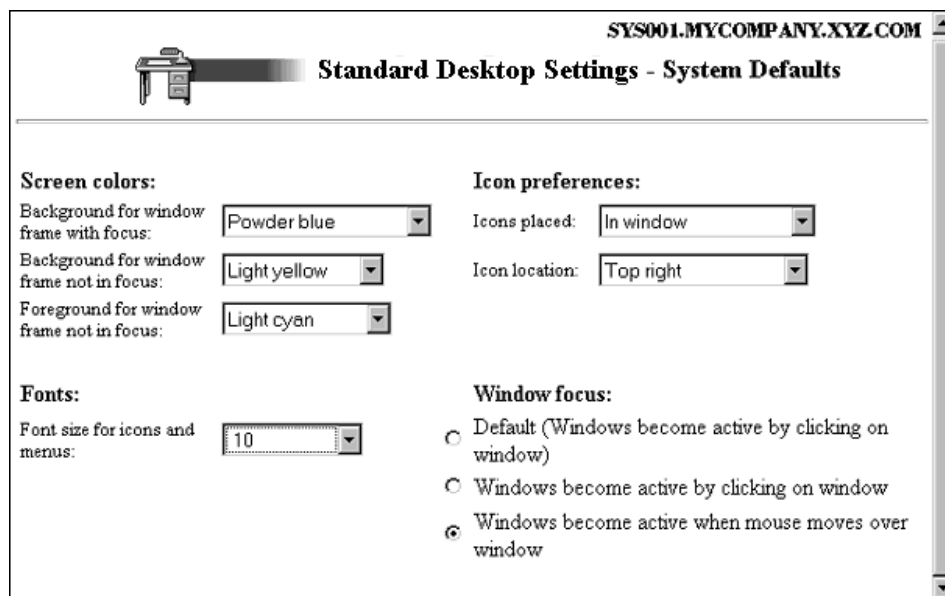 SYS001.MYCOMPANY.XYZ.COM
Standard Desktop Settings - System Defaults
Screen colors:
Background for window
frame with focus:
Powder blue
Background for window
frame not in focus:
Light yellow
Foreground for window
frame not in focus:
Light cyan
Icon preferences:
Icons placed:
In window
Icon location:
Top right
Fonts:
Font size for icons and
menus:
10
Window focus:
Default (Windows become active by clicking on
window)
Windows become active by clicking on window
Windows become active when mouse moves over
window